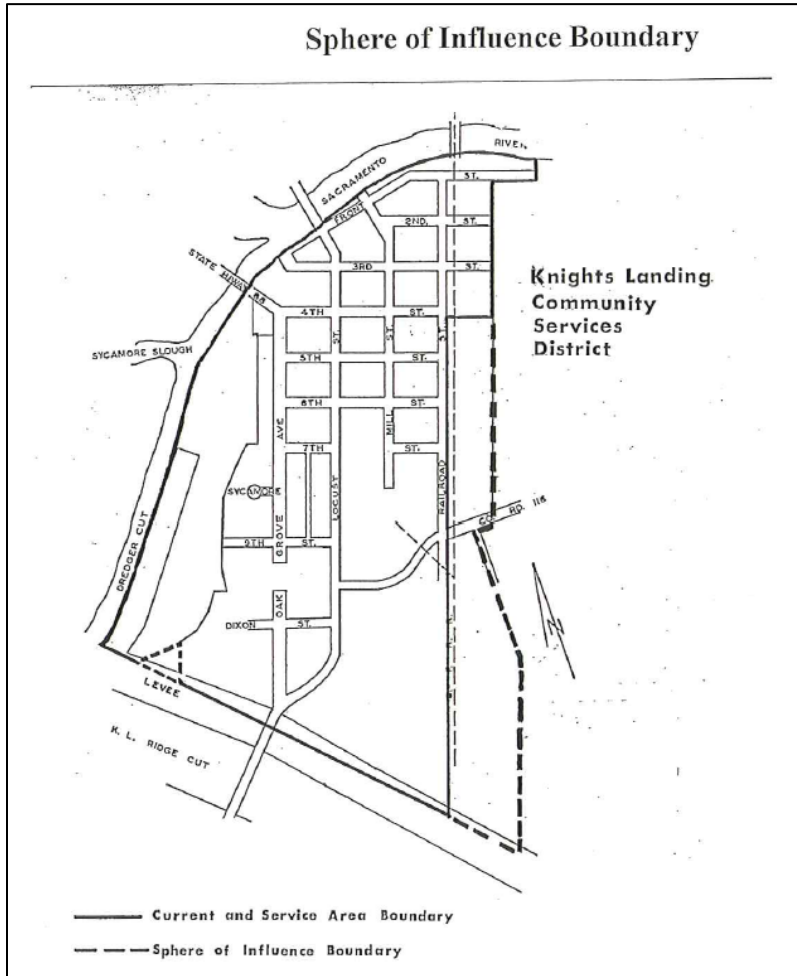 Sphere of Influence Boundary
SACRAMENTO
RIVER
FRONT
ST.
2ND.
ST.
3RD
ST.
STATE HIWAY
4TH
ST.
ST.
ST.
ST.
Knights Landing
Community
Services
District
SYCAMORE SLOUGH
5TH
ST.
6TH
ST.
AVE
MILL
7TH
ST.
SYCAMORE
LOCUST
RAILROAD
CO. RD. 116
DREDGER CUT
GROVE
9TH
ST.
OAK
DIXON
ST.
N
LEVEE
K. L. RIDGE CUT
Current and Service Area Boundary
Sphere of Influence Boundary